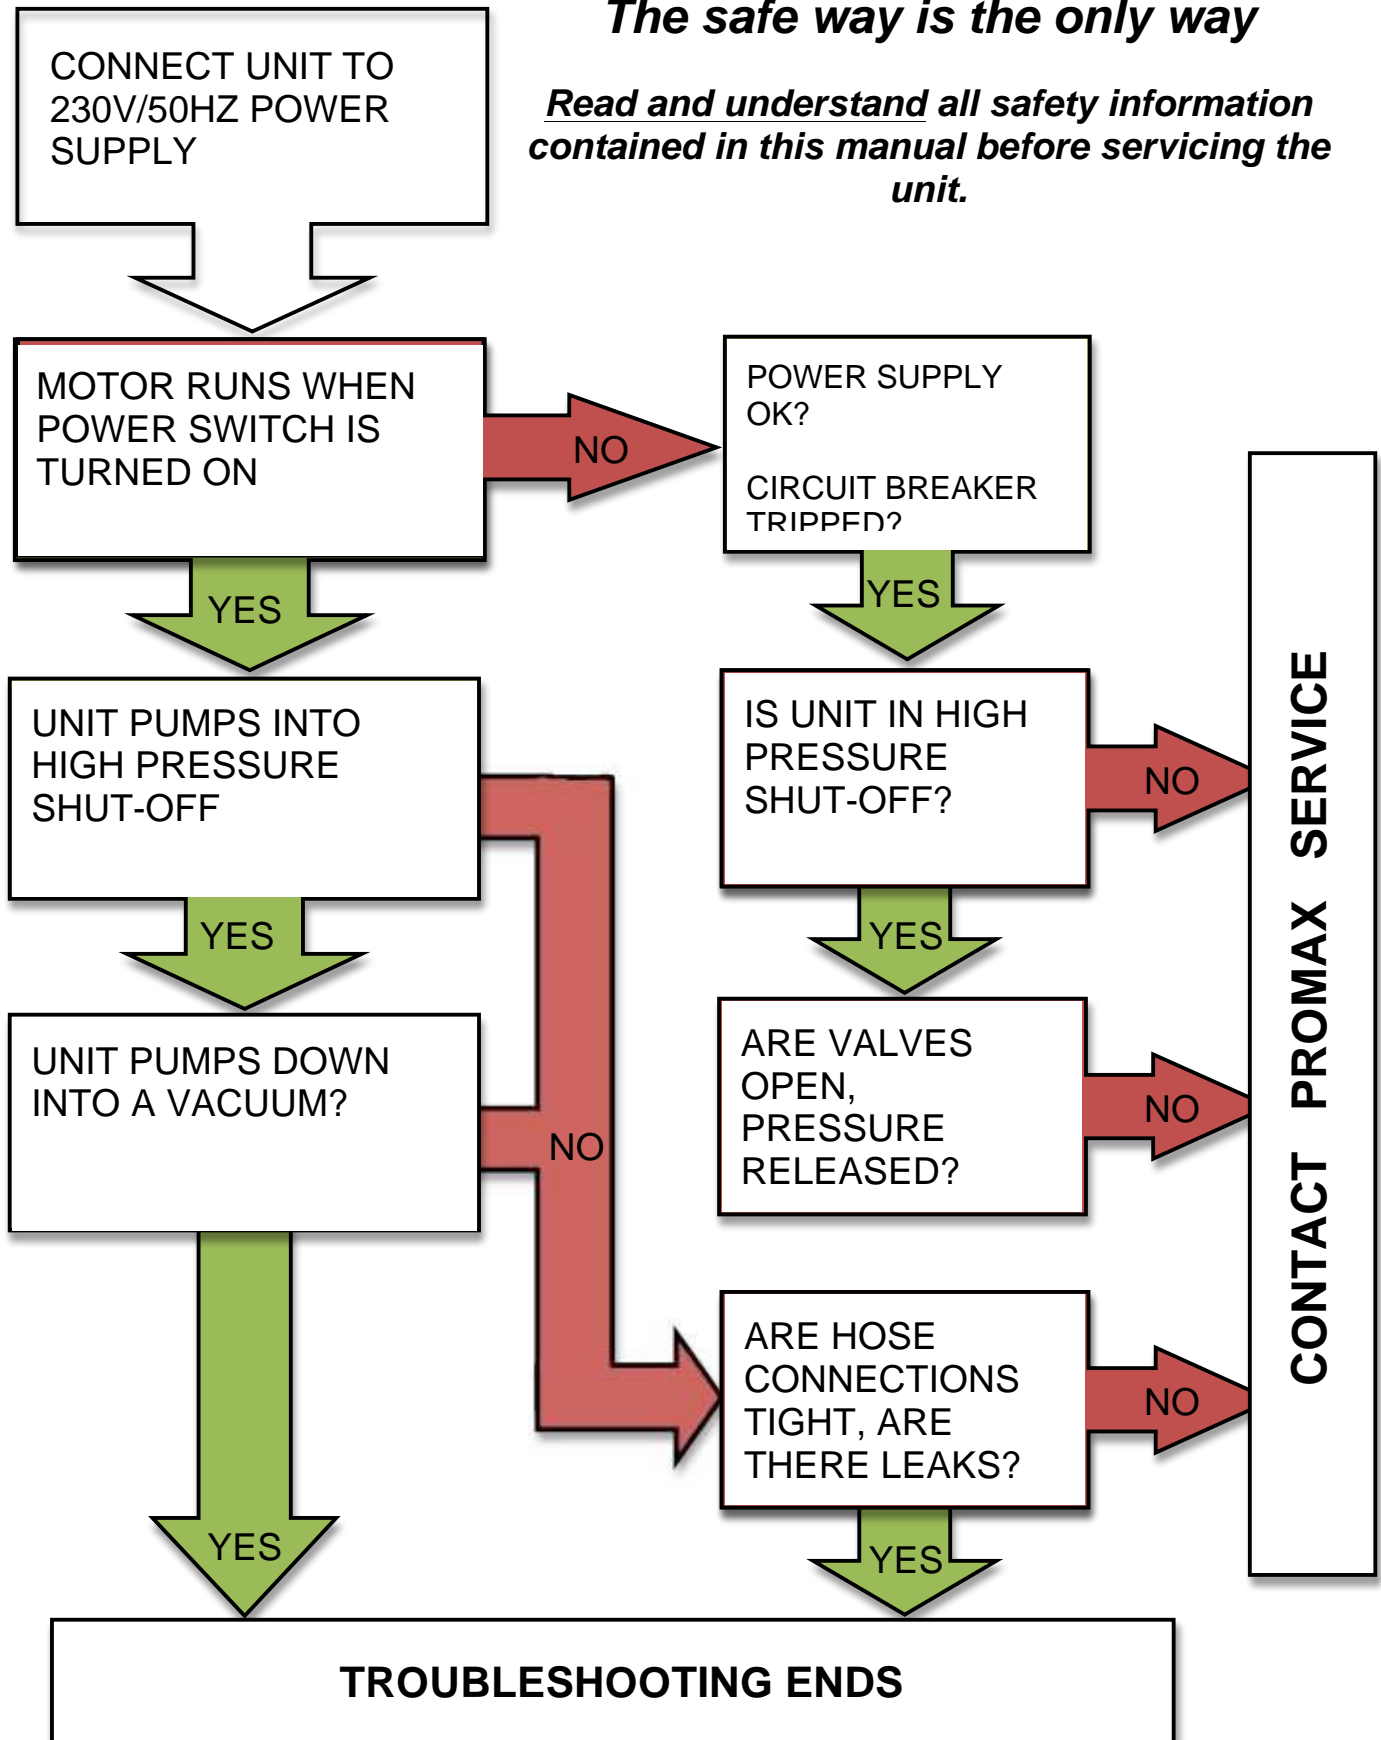 The safe way is the only way
Read and understand all safety information
contained in this manual before servicing the
unit.
CONNECT UNIT TO
230V/50HZ POWER
SUPPLY
MOTOR RUNS WHEN
POWER SWITCH IS
TURNED ON
NO
POWER SUPPLY
OK?
CIRCUIT BREAKER
TRIPPED?
YES
YES
UNIT PUMPS INTO
HIGH PRESSURE
SHUT-OFF
IS UNIT IN HIGH
PRESSURE
SHUT-OFF?
NO
YES
YES
UNIT PUMPS DOWN
INTO A VACUUM?
NO
ARE VALVES
OPEN,
PRESSURE
RELEASED?
NO
ARE HOSE
CONNECTIONS
TIGHT, ARE
THERE LEAKS?
NO
YES
YES
CONTACT PROMAX SERVICE
TROUBLESHOOTING ENDS